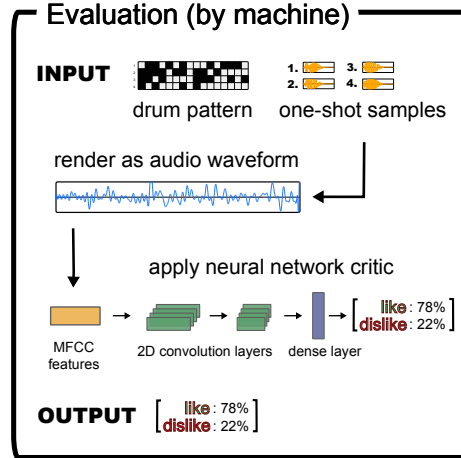 Evaluation (by machine)
INPUT
1. 3.
2. 4.
drum pattern one-shot samples
render as audio waveform
apply neural network critic
like : 78%
dislike : 22%
MFCC
features
2D convolution layers
dense layer
OUTPUT
like : 78%
dislike : 22%